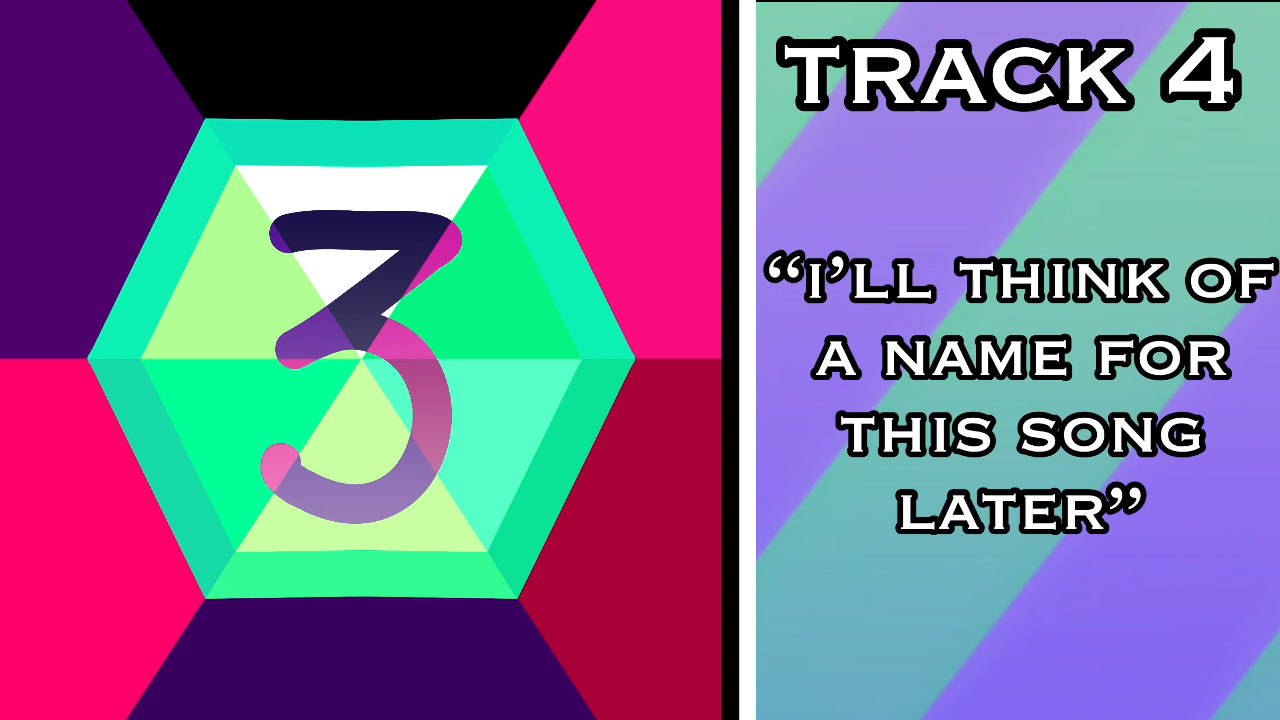 3
TRACK 4
“I’LL THINK OF
A NAME FOR
THIS SONG
LATER”